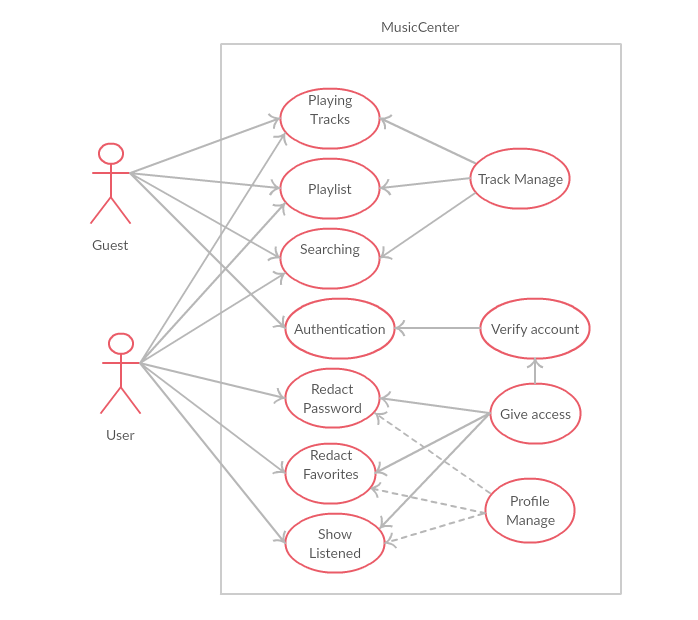 MusicCenter
Playing
Tracks
Playlist
Track Manage
Searching
Guest
Authentication
Verify account
Redact
Password
Give access
User
Redact
Favorites
Profile
Manage
Show
Listened